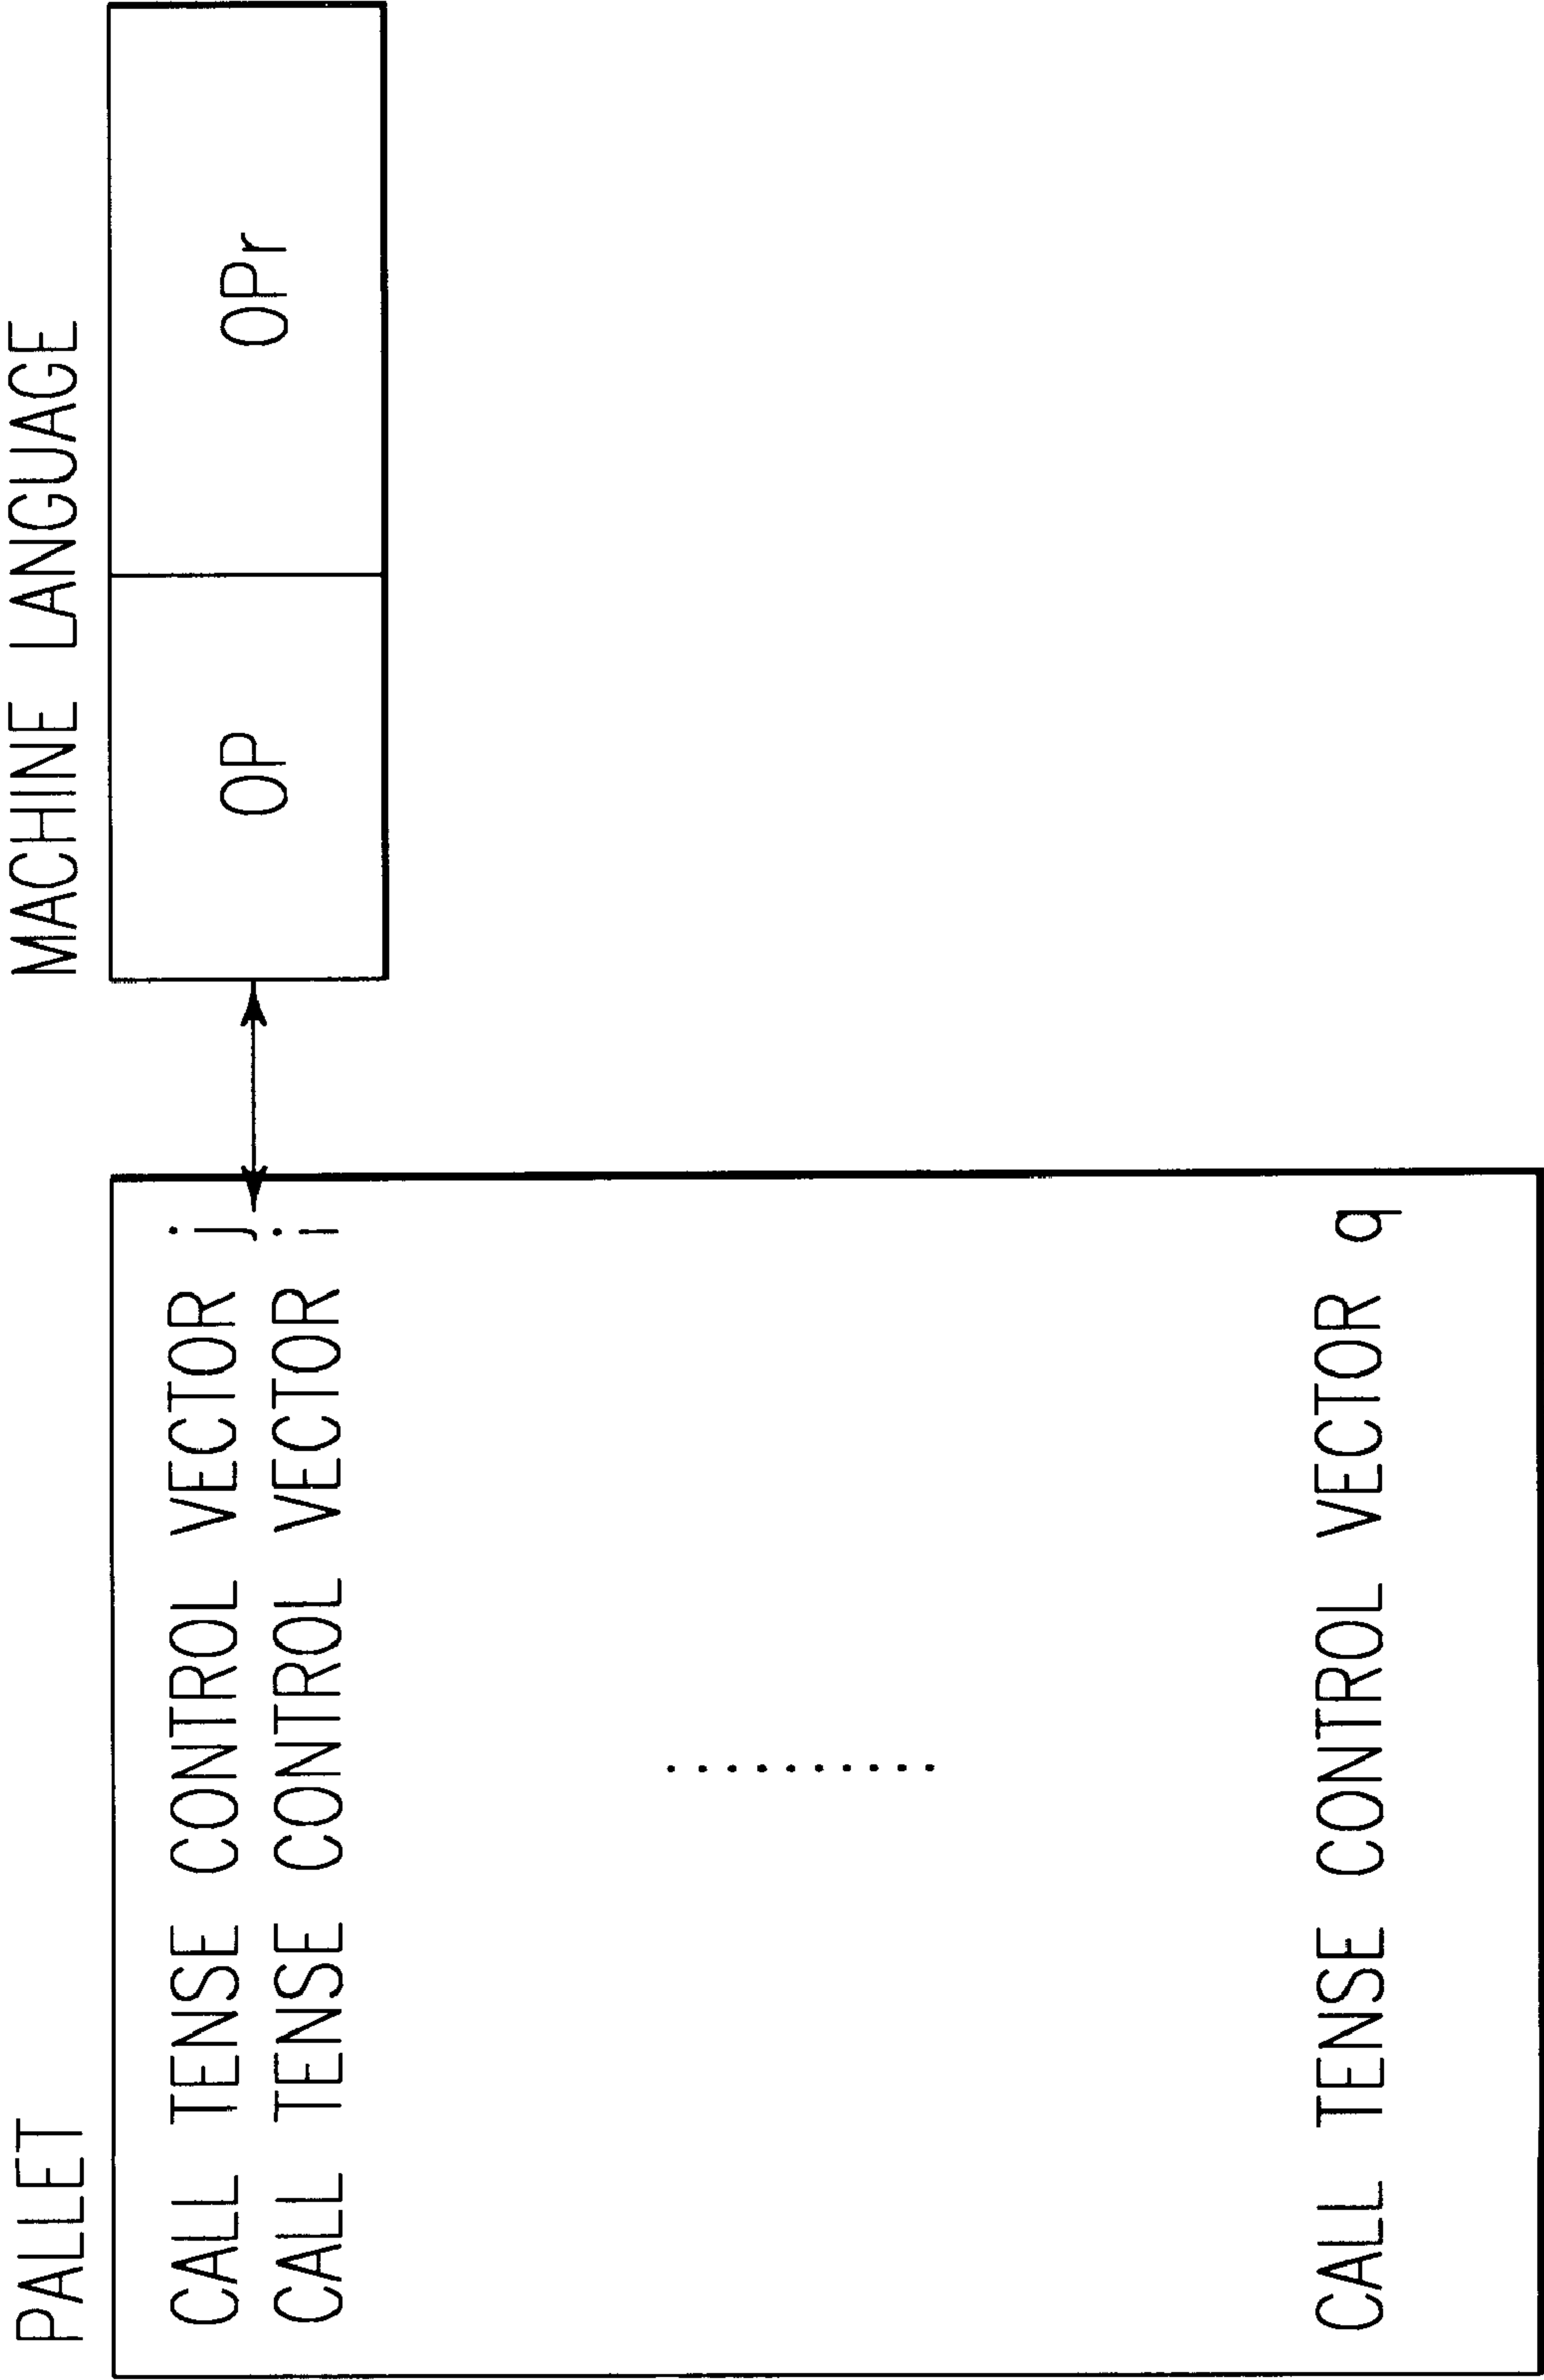 PALLET
CALL TENSE CONTROL VECTOR j
CALL TENSE CONTROL VECTOR i
.........
CALL TENSE CONTROL VECTOR q
MACHINE LANGUAGE
OP
OPr